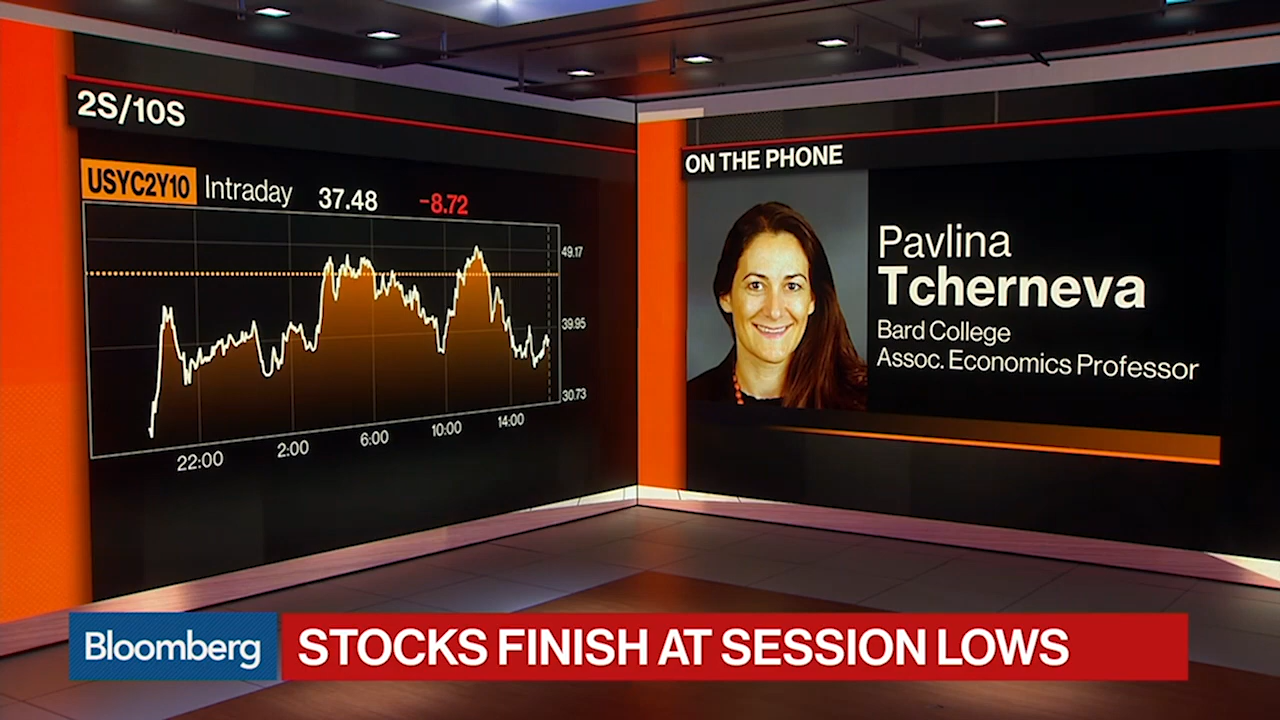 2S/10S
USYC2Y10 Intraday 37.48 -8.72
49.17
39.95
30.73
22:00 2:00 6:00 10:00 14:00
ON THE PHONE
Pavlina
Tcherneva
Bard College
Assoc. Economics Professor
Bloomberg STOCKS FINISH AT SESSION LOWS